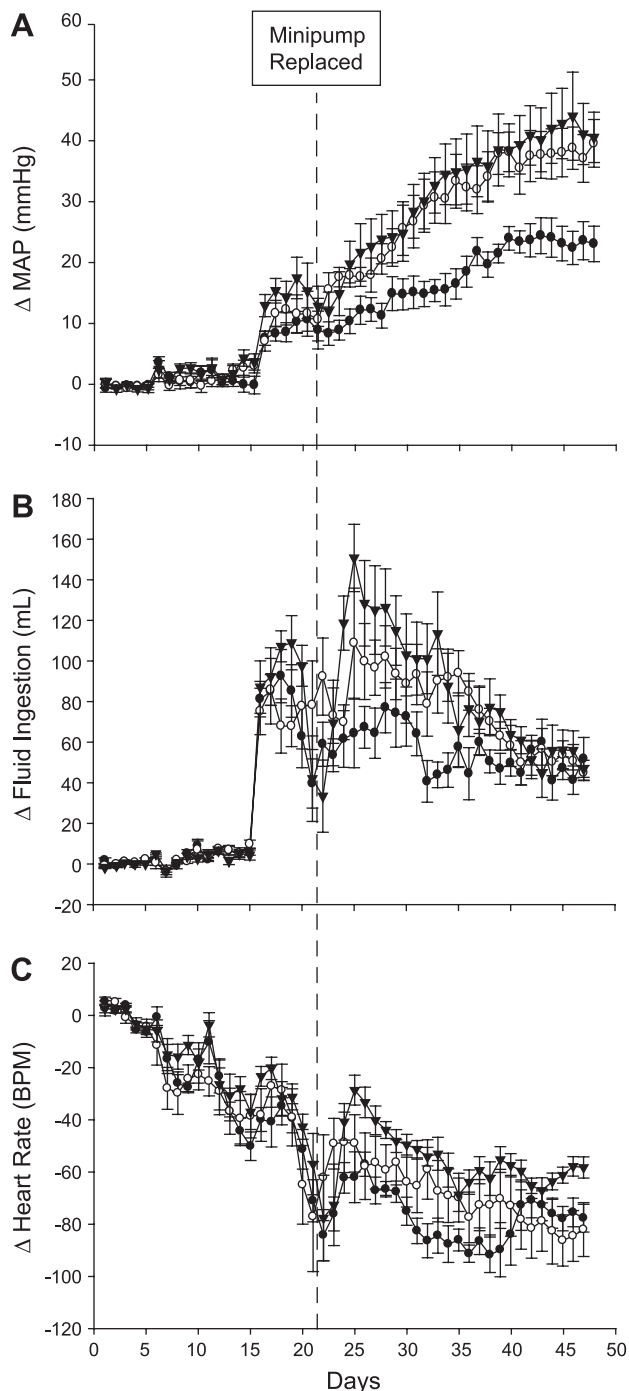 A
Minipump
Replaced
Δ MAP (mmHg)
60
50
40
30
20
10
0
-10
B
Δ Fluid Ingestion (mL)
180
160
140
120
100
80
60
40
20
0
-20
C
Δ Heart Rate (BPM)
20
0
-20
-40
-60
-80
-100
-120
0 5 10 15 20 25 30 35 40 45 50
Days